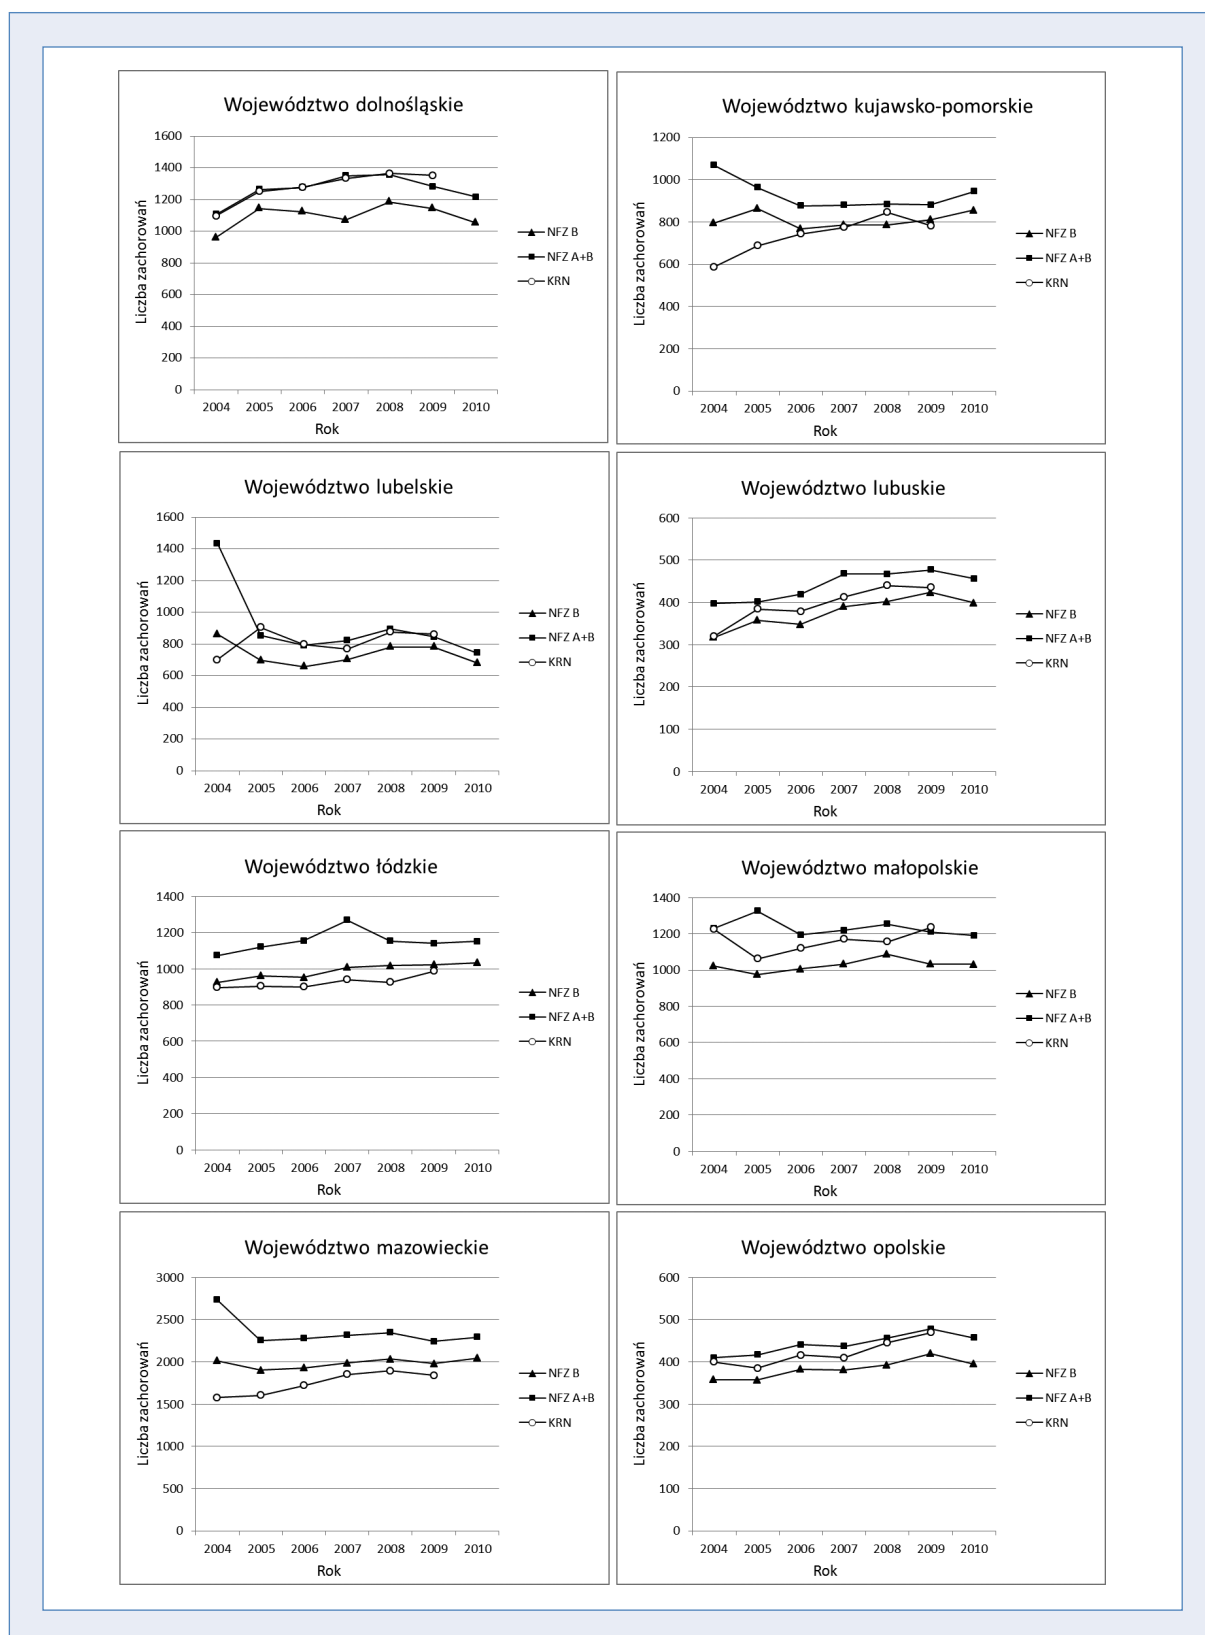 Województwo dolnośląskie
1600
1400
1200
1000
800
600
400
200
0
Liczba zachorowań
2004 2005 2006 2007 2008 2009 2010
Rok
NFZ B
NFZ A+B
KRN
Województwo kujawsko-pomorskie
1200
1000
800
600
400
200
0
Liczba zachorowań
2004 2005 2006 2007 2008 2009 2010
Rok
NFZ B
NFZ A+B
KRN
Województwo lubelskie
1600
1400
1200
1000
800
600
400
200
0
Liczba zachorowań
2004 2005 2006 2007 2008 2009 2010
Rok
NFZ B
NFZ A+B
KRN
Województwo lubuskie
600
500
400
300
200
100
0
Liczba zachorowań
2004 2005 2006 2007 2008 2009 2010
Rok
NFZ B
NFZ A+B
KRN
Województwo łódzkie
1400
1200
1000
800
600
400
200
0
Liczba zachorowań
2004 2005 2006 2007 2008 2009 2010
Rok
NFZ B
NFZ A+B
KRN
Województwo małopolskie
1400
1200
1000
800
600
400
200
0
Liczba zachorowań
2004 2005 2006 2007 2008 2009 2010
Rok
NFZ B
NFZ A+B
KRN
Województwo mazowieckie
3000
2500
2000
1500
1000
500
0
Liczba zachorowań
2004 2005 2006 2007 2008 2009 2010
Rok
NFZ B
NFZ A+B
KRN
Województwo opolskie
600
500
400
300
200
100
0
Liczba zachorowań
2004 2005 2006 2007 2008 2009 2010
Rok
NFZ B
NFZ A+B
KRN